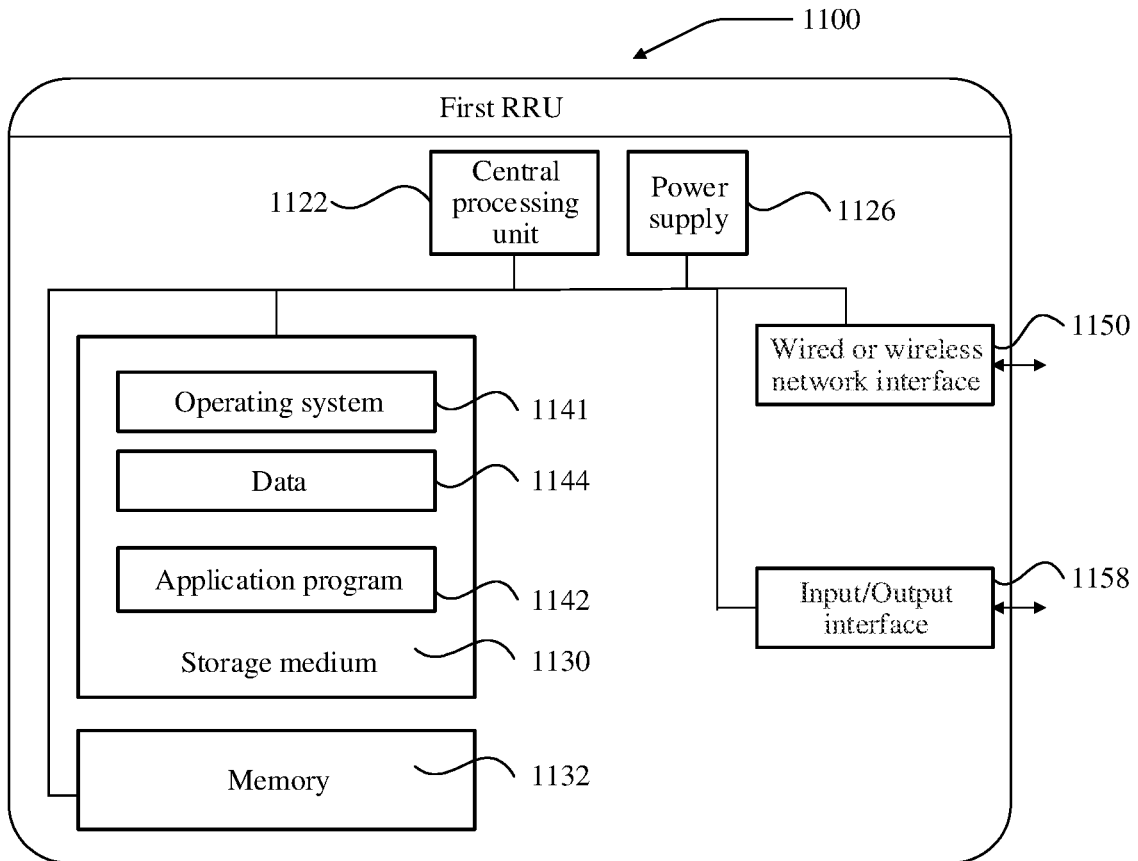 1100
First RRU
Central
processing
unit
1122
Power
supply
1126
Wired or wireless
network interface
1150
Operating system
1141
Data
1144
Application program
1142
Storage medium
1130
Input/Output
interface
1158
Memory
1132